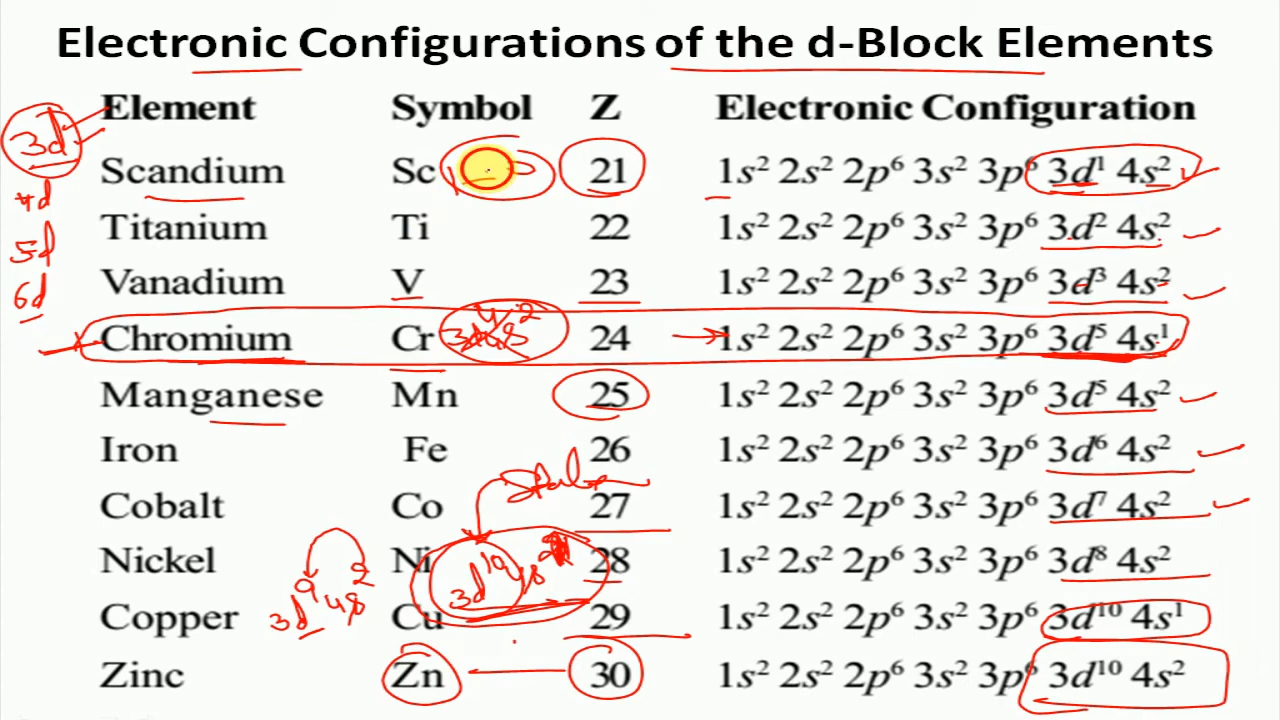 Electronic Configurations of the d-Block Elements
Element Symbol Z Electronic Configuration
3d
Scandium Sc 21 1s² 2s² 2p⁶ 3s² 3p⁶ 3d¹ 4s²
4d
Titanium Ti 22 1s² 2s² 2p⁶ 3s² 3p⁶ 3d² 4s²
5d
Vanadium V 23 1s² 2s² 2p⁶ 3s² 3p⁶ 3d³ 4s²
6d
Chromium Cr 3d⁴4s² 24 1s² 2s² 2p⁶ 3s² 3p⁶ 3d⁵ 4s¹
Manganese Mn 25 1s² 2s² 2p⁶ 3s² 3p⁶ 3d⁵ 4s²
Iron Fe 26 1s² 2s² 2p⁶ 3s² 3p⁶ 3d⁶ 4s²
Cobalt Co 27 1s² 2s² 2p⁶ 3s² 3p⁶ 3d⁷ 4s²
Nickel Ni 28 1s² 2s² 2p⁶ 3s² 3p⁶ 3d⁸ 4s²
3d⁹ 4s²
3d¹⁰
Copper Cu 29 1s² 2s² 2p⁶ 3s² 3p⁶ 3d¹⁰ 4s¹
Zinc Zn 30 1s² 2s² 2p⁶ 3s² 3p⁶ 3d¹⁰ 4s²